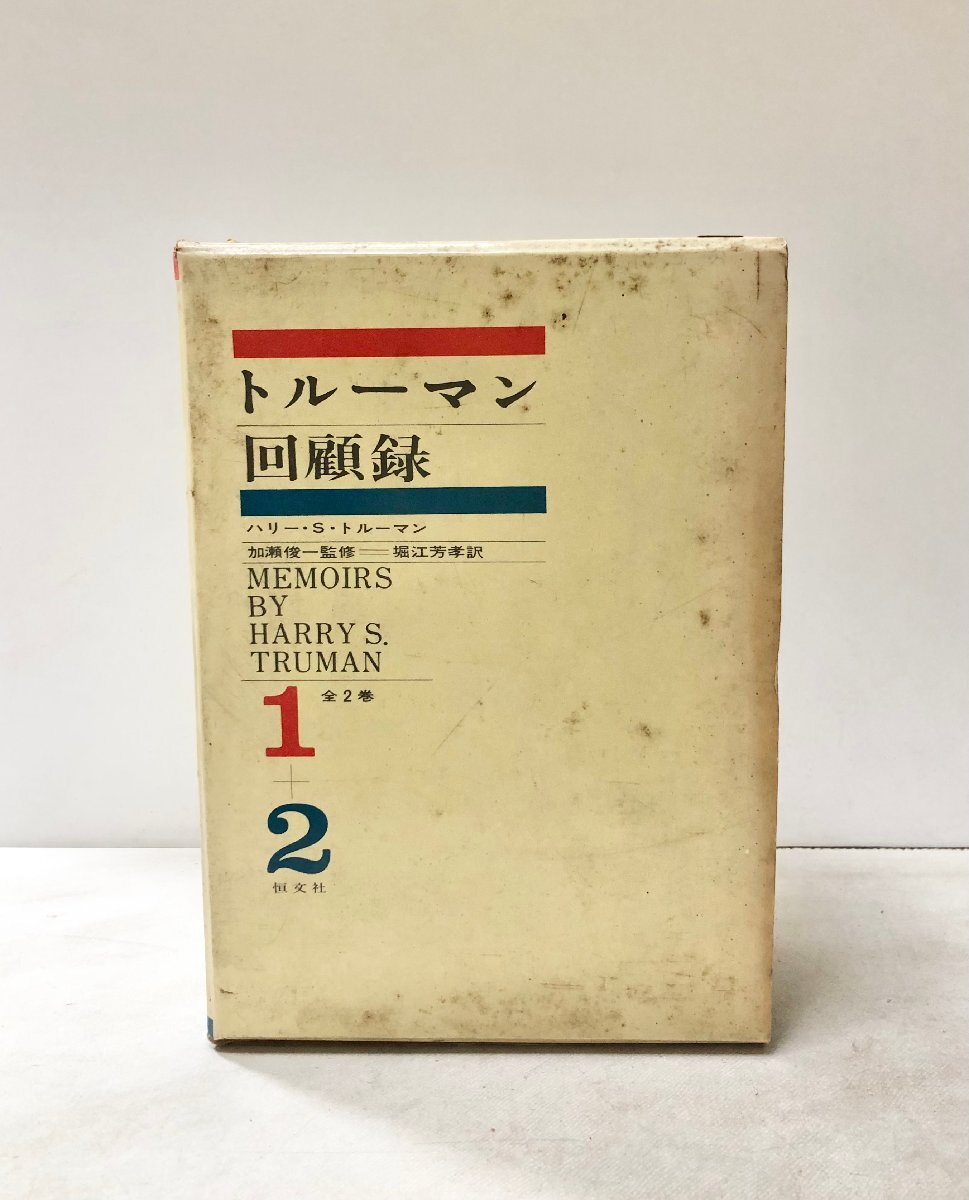 トルーマン
回顧録
ハリー・S・トルーマン
加瀬俊一監修＝堀江芳孝訳
MEMOIRS
BY
HARRY S.
TRUMAN
1 全2巻
+
2
恒文社